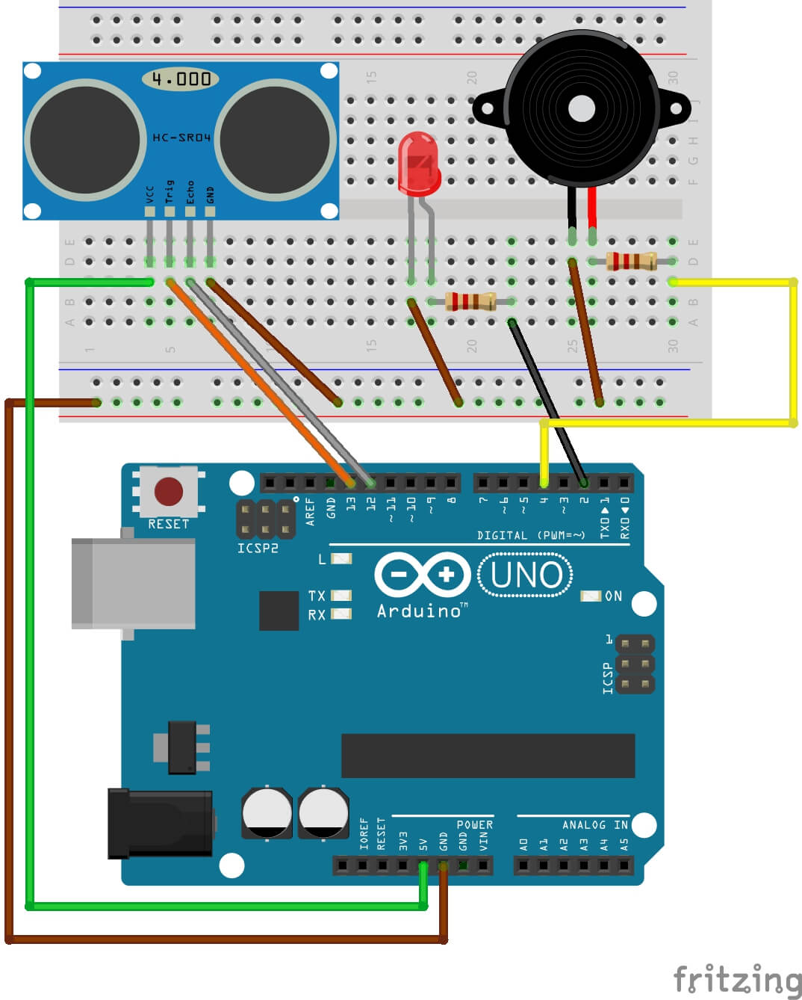 15 20 30
J
I
H
G
F
4.000
HC-SR04
VCC Trig Echo GND
E E
D D
B B
A A
1 5 15 20 25 30
RESET
ICSP2
AREF GND 13 12 ~11 ~10 ~9 8
7 ~6 ~5 4 ~3 2 TX0▶1 RX0◀0
DIGITAL (PWM=~)
L
TX
RX
UNO
Arduino™
ON
1
ICSP
IOREF RESET 3V3 5V GND GND VIN
POWER
A0 A1 A2 A3 A4 A5
ANALOG IN
fritzing